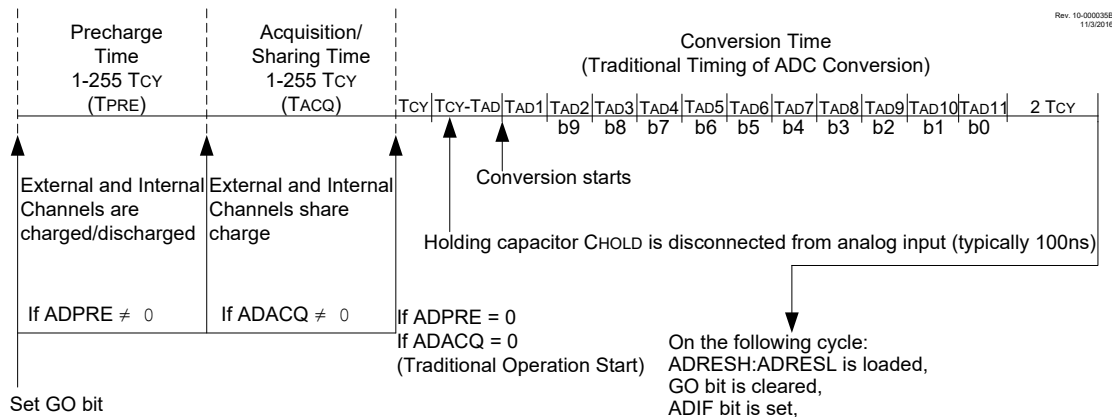 Rev. 10-000035B
11/3/2016
Precharge
Time
1-255 TCY
(TPRE)
Acquisition/
Sharing Time
1-255 TCY
(TACQ)
Conversion Time
(Traditional Timing of ADC Conversion)
TCY TCY-TAD TAD1 TAD2 TAD3 TAD4 TAD5 TAD6 TAD7 TAD8 TAD9 TAD10 TAD11 2 TCY
b9 b8 b7 b6 b5 b4 b3 b2 b1 b0
External and Internal
Channels are
charged/discharged
External and Internal
Channels share
charge
Conversion starts
Holding capacitor CHOLD is disconnected from analog input (typically 100ns)
If ADPRE ≠ 0
If ADACQ ≠ 0
If ADPRE = 0
If ADACQ = 0
(Traditional Operation Start)
On the following cycle:
ADRESH:ADRESL is loaded,
GO bit is cleared,
ADIF bit is set,
Set GO bit